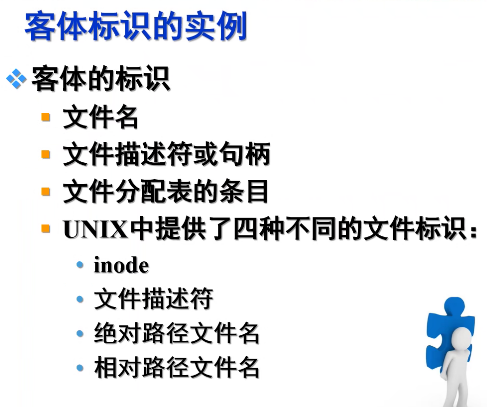 客体标识的实例
客体的标识
文件名
文件描述符或句柄
文件分配表的条目
UNIX中提供了四种不同的文件标识：
inode
文件描述符
绝对路径文件名
相对路径文件名